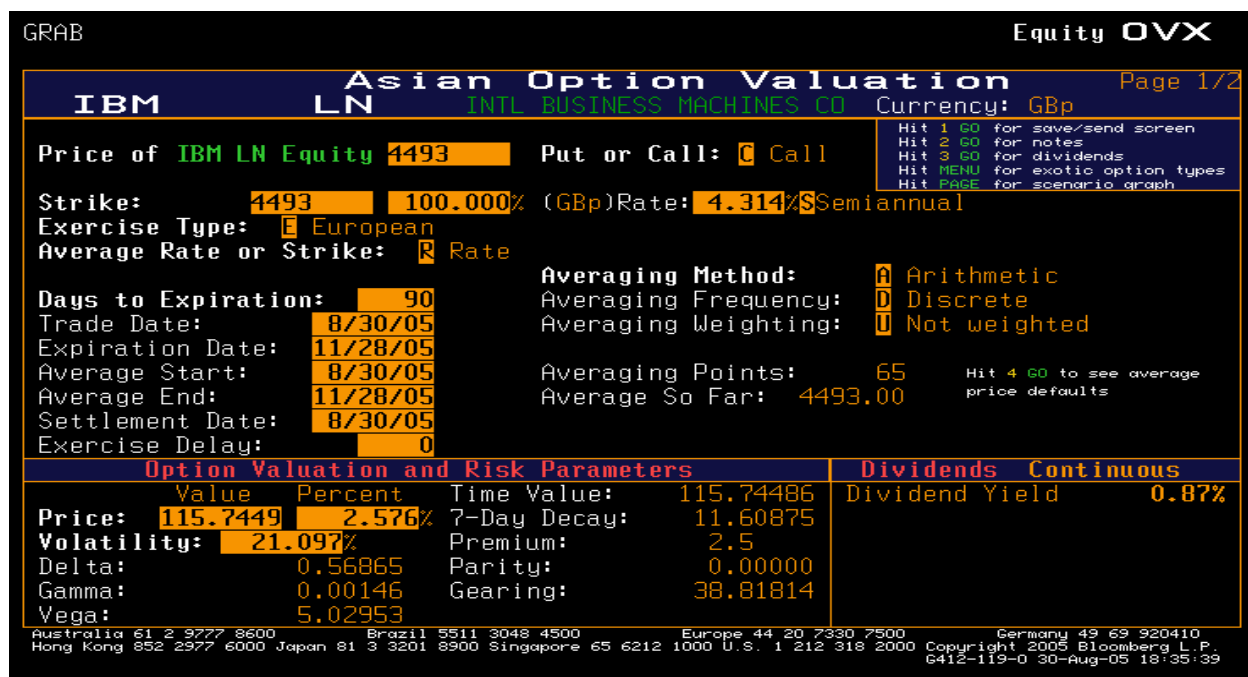 GRAB Equity OVX
Asian Option Valuation Page 1/2
IBM LN INTL BUSINESS MACHINES CO Currency: GBp
Hit 1 GO for save/send screen
Hit 2 GO for notes
Hit 3 GO for dividends
Hit MENU for exotic option types
Hit PAGE for scenario graph
Price of IBM LN Equity 4493 Put or Call: C Call
Strike: 4493 100.000% (GBp)Rate: 4.314%SSemiannual
Exercise Type: E European
Average Rate or Strike: R Rate
Averaging Method: A Arithmetic
Days to Expiration: 90 Averaging Frequency: D Discrete
Trade Date: 8/30/05 Averaging Weighting: U Not weighted
Expiration Date: 11/28/05
Average Start: 8/30/05 Averaging Points: 65 Hit 4 GO to see average
Average End: 11/28/05 Average So Far: 4493.00 price defaults
Settlement Date: 8/30/05
Exercise Delay: 0
Option Valuation and Risk Parameters Dividends Continuous
Value Percent Time Value: 115.74486 Dividend Yield 0.87%
Price: 115.7449 2.576% 7-Day Decay: 11.60875
Volatility: 21.097% Premium: 2.5
Delta: 0.56865 Parity: 0.00000
Gamma: 0.00146 Gearing: 38.81814
Vega: 5.02953
Australia 61 2 9777 8600 Brazil 5511 3048 4500 Europe 44 20 7330 7500 Germany 49 69 920410
Hong Kong 852 2977 6000 Japan 81 3 3201 8900 Singapore 65 6212 1000 U.S. 1 212 318 2000 Copyright 2005 Bloomberg L.P.
G412-119-0 30-Aug-05 18:35:39